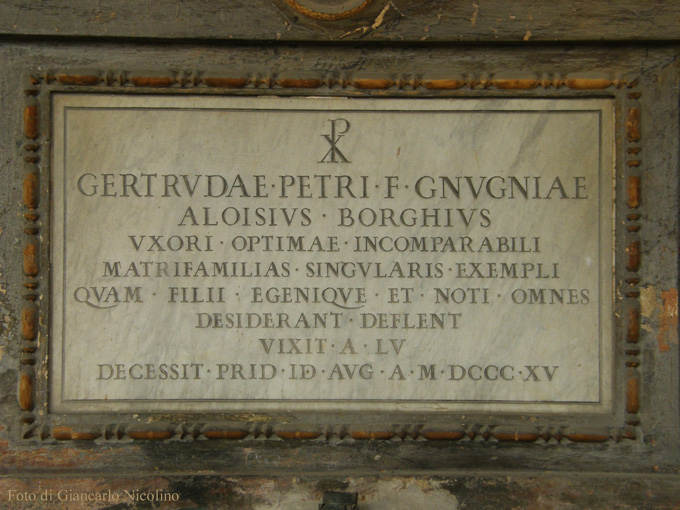 ☧
GERTRVDAE · PETRI · F · GNVGNIAE
ALOISIVS · BORGHIVS
VXORI · OPTIMAE · INCOMPARABILI
MATRIFAMILIAS · SINGVLARIS · EXEMPLI
QVAM · FILII · EGENIQVE · ET · NOTI · OMNES
DESIDERANT · DEFLENT
VIXIT · A · LV
DECESSIT · PRID · ID · AVG · A · M · DCCC · XV
Foto di Giancarlo Nicolino